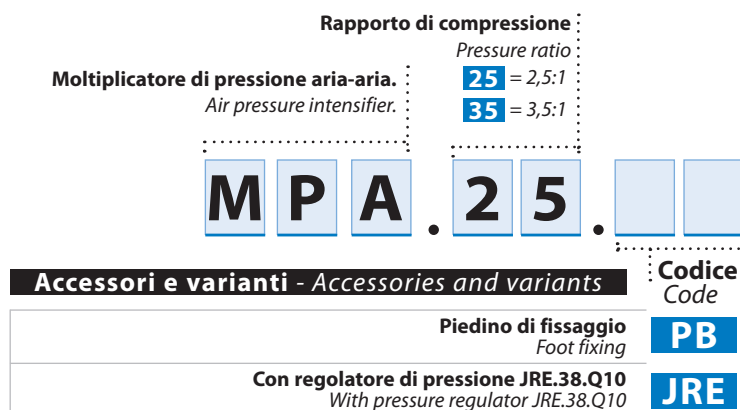 Rapporto di compressione
Pressure ratio
Moltiplicatore di pressione aria-aria.
Air pressure intensifier.
25 = 2,5:1
35 = 3,5:1
MPA.25.
Accessori e varianti - Accessories and variants
Codice
Code
Piedino di fissaggio
Foot fixing
PB
Con regolatore di pressione JRE.38.Q10
With pressure regulator JRE.38.Q10
JRE